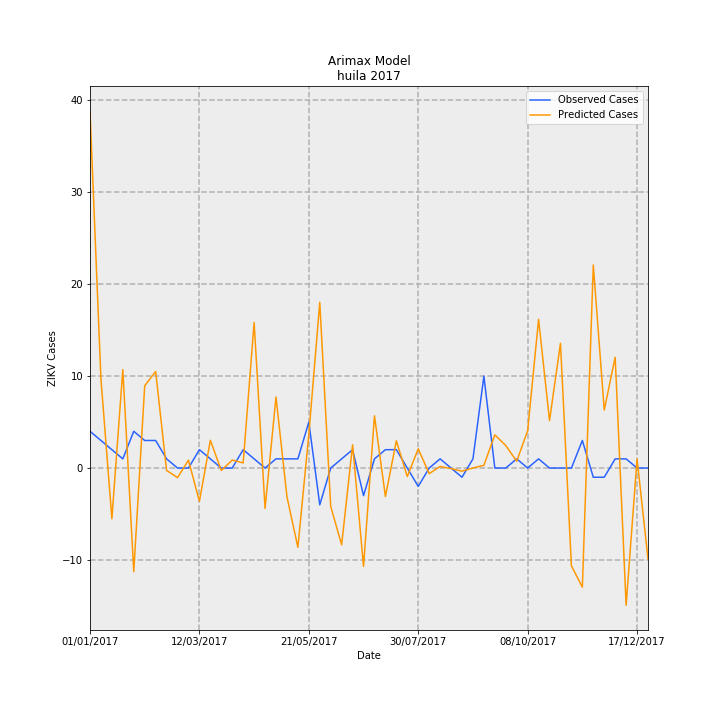 Arimax Model
huila 2017
Observed Cases
Predicted Cases
ZIKV Cases
40
30
20
10
0
−10
01/01/2017
12/03/2017
21/05/2017
30/07/2017
08/10/2017
17/12/2017
Date